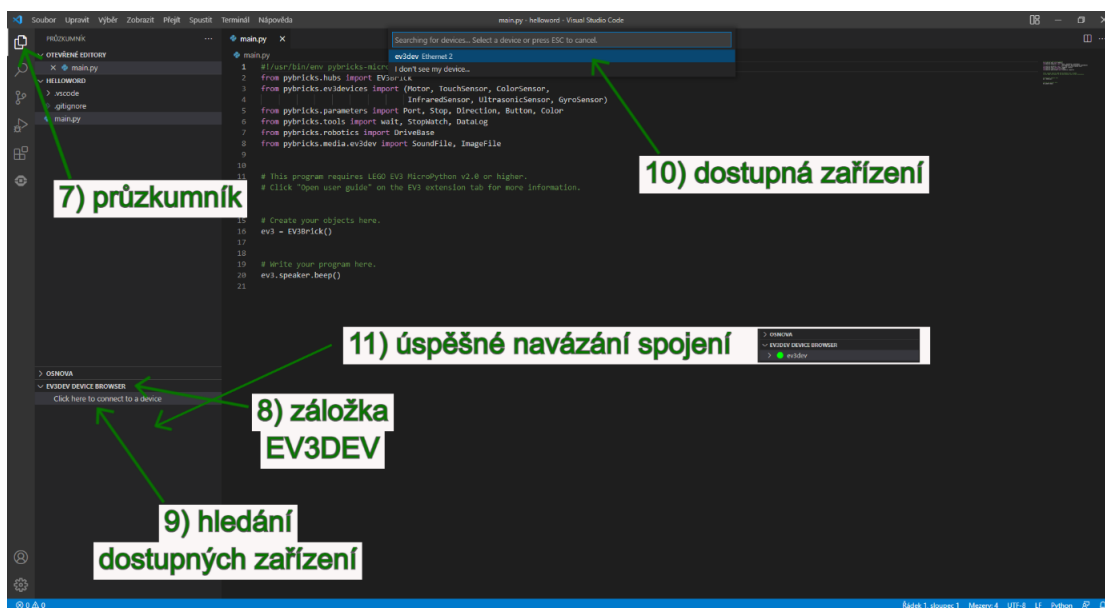 Soubor Upravit Výběr Zobrazit Přejít Spustit Terminál Nápověda
main.py - helloword - Visual Studio Code
PRŮZKUMNÍK
OTEVŘENÉ EDITORY
main.py
HELLOWORD
.vscode
.gitignore
main.py
main.py
main.py
Searching for devices... Select a device or press ESC to cancel.
ev3dev Ethernet 2
I don't see my device...
1 #!/usr/bin/env pybricks-micr
2 from pybricks.hubs import EV3Brick
3 from pybricks.ev3devices import (Motor, TouchSensor, ColorSensor,
4 InfraredSensor, UltrasonicSensor, GyroSensor)
5 from pybricks.parameters import Port, Stop, Direction, Button, Color
6 from pybricks.tools import wait, StopWatch, DataLog
7 from pybricks.robotics import DriveBase
8 from pybricks.media.ev3dev import SoundFile, ImageFile
9
10
11 # This program requires LEGO EV3 MicroPython v2.0 or higher.
# Click "Open user guide" on the EV3 extension tab for more information.
15 # Create your objects here.
16 ev3 = EV3Brick()
17
18
19 # Write your program here.
20 ev3.speaker.beep()
21
7) průzkumník
10) dostupná zařízení
11) úspěšné navázání spojení
OSNOVA
EV3DEV DEVICE BROWSER
ev3dev
OSNOVA
EV3DEV DEVICE BROWSER
Click here to connect to a device
8) záložka
EV3DEV
9) hledání
dostupných zařízení
0 0
Řádek 1, sloupec 1 Mezery: 4 UTF-8 LF Python